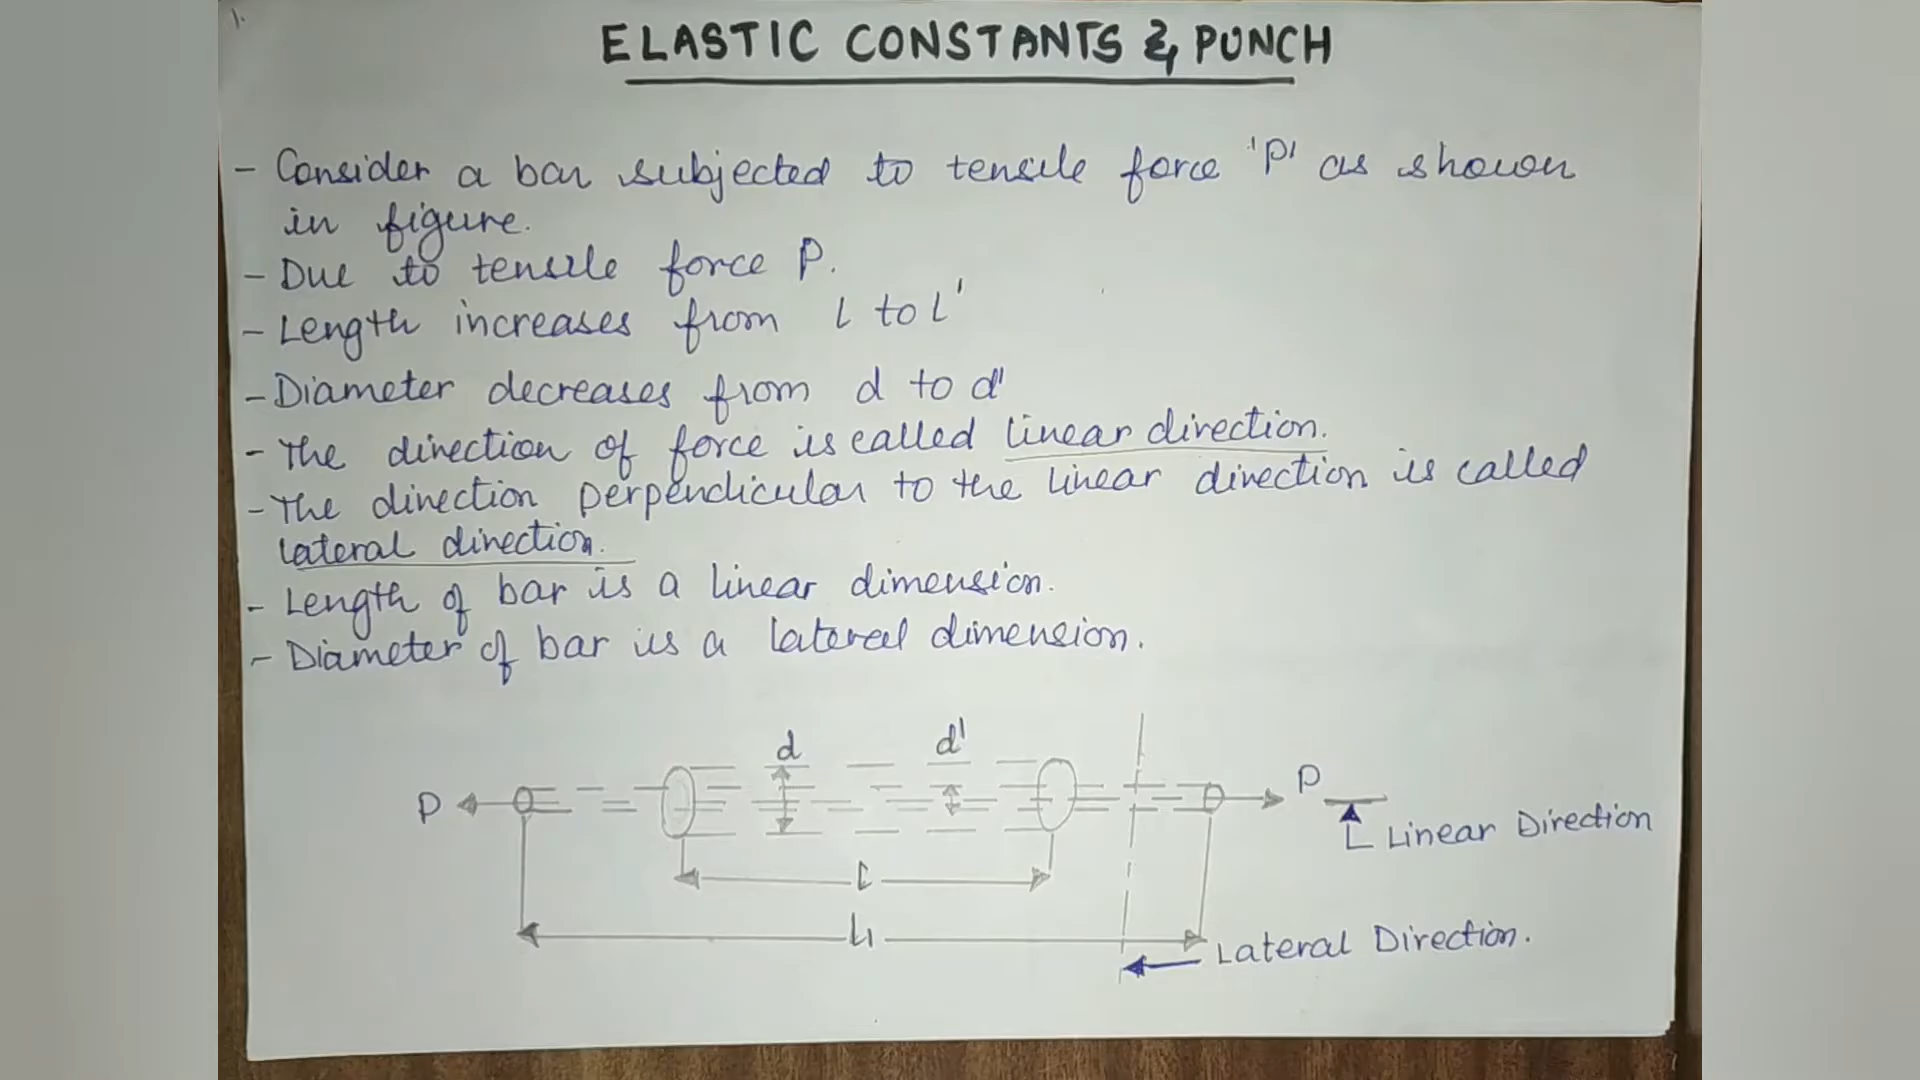 1.
ELASTIC CONSTANTS & PUNCH
- Consider a bar subjected to tensile force 'P' as shown
in figure.
- Due to tensile force P.
- Length increases from L to L'
- Diameter decreases from d to d'
- The direction of force is called linear direction.
- The direction perpendicular to the linear direction is called
lateral direction.
- Length of bar is a linear dimension.
- Diameter of bar is a lateral dimension.
d d'
P P
Linear Direction
L
L1
Lateral Direction.